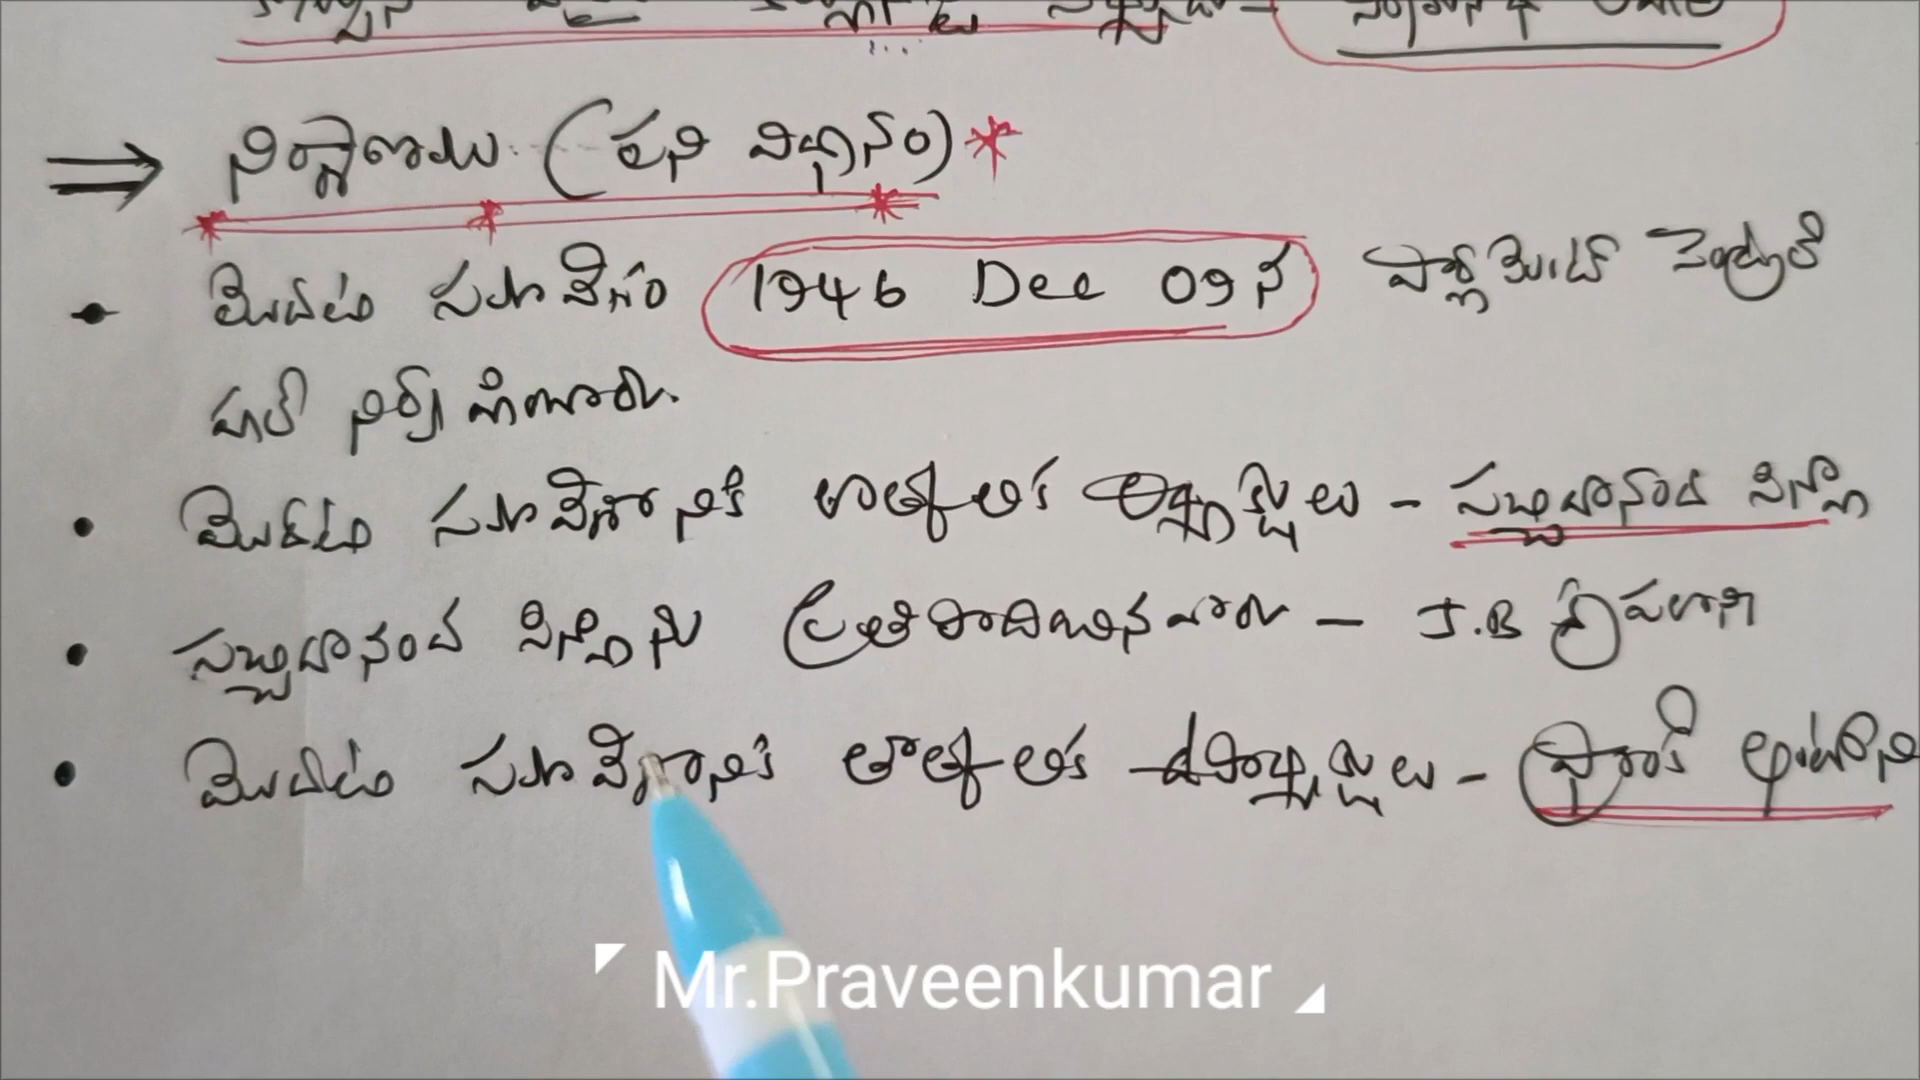 ⇒ నిర్మాణము (పని విధానం)*
• మొదటి సమావేశం 1946 Dec 09న పార్లమెంట్ సెంట్రల్
హాల్ నిర్వహించారు.
• మొదటి సమావేశానికి తాత్కాలిక అధ్యక్షులు - సచ్చిదానంద సిన్హా
• సచ్చిదానంద సిన్హాను ప్రతిపాదించినవారు - J.B కృపలాని
• మొదటి సమావేశానికి తాత్కాలిక ఉపాధ్యక్షులు - ఫ్రాంక్ ఆంటోని
Mr.Praveenkumar